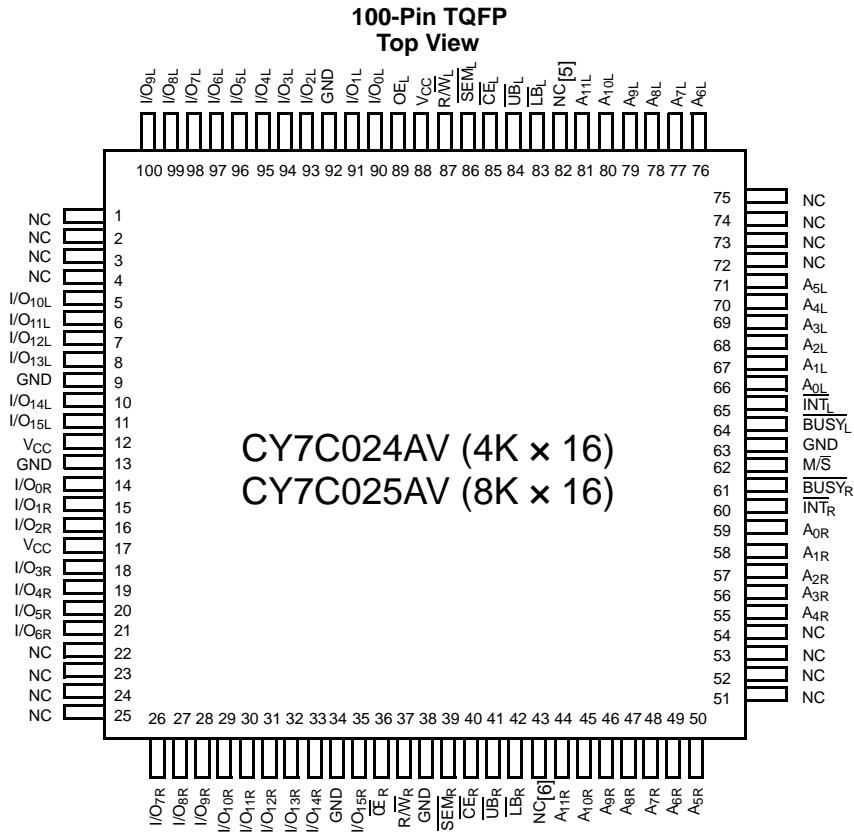 100-Pin TQFP
Top View
I/O9L I/O8L I/O7L I/O6L I/O5L I/O4L I/O3L I/O2L GND I/O1L I/O0L OEL VCC R/WL SEML CEL UBL LBL NC[5] A11L A10L A9L A8L A7L A6L
100 99 98 97 96 95 94 93 92 91 90 89 88 87 86 85 84 83 82 81 80 79 78 77 76
NC 1
NC 2
NC 3
NC 4
I/O10L 5
I/O11L 6
I/O12L 7
I/O13L 8
GND 9
I/O14L 10
I/O15L 11
VCC 12
GND 13
I/O0R 14
I/O1R 15
I/O2R 16
VCC 17
I/O3R 18
I/O4R 19
I/O5R 20
I/O6R 21
NC 22
NC 23
NC 24
NC 25
CY7C024AV (4K × 16)
CY7C025AV (8K × 16)
75 NC
74 NC
73 NC
72 NC
71 A5L
70 A4L
69 A3L
68 A2L
67 A1L
66 A0L
65 INTL
64 BUSYL
63 GND
62 M/S
61 BUSYR
60 INTR
59 A0R
58 A1R
57 A2R
56 A3R
55 A4R
54 NC
53 NC
52 NC
51 NC
26 27 28 29 30 31 32 33 34 35 36 37 38 39 40 41 42 43 44 45 46 47 48 49 50
I/O7R I/O8R I/O9R I/O10R I/O11R I/O12R I/O13R I/O14R GND I/O15R OER R/WR GND SEMR CER UBR LBR NC[6] A11R A10R A9R A8R A7R A6R A5R